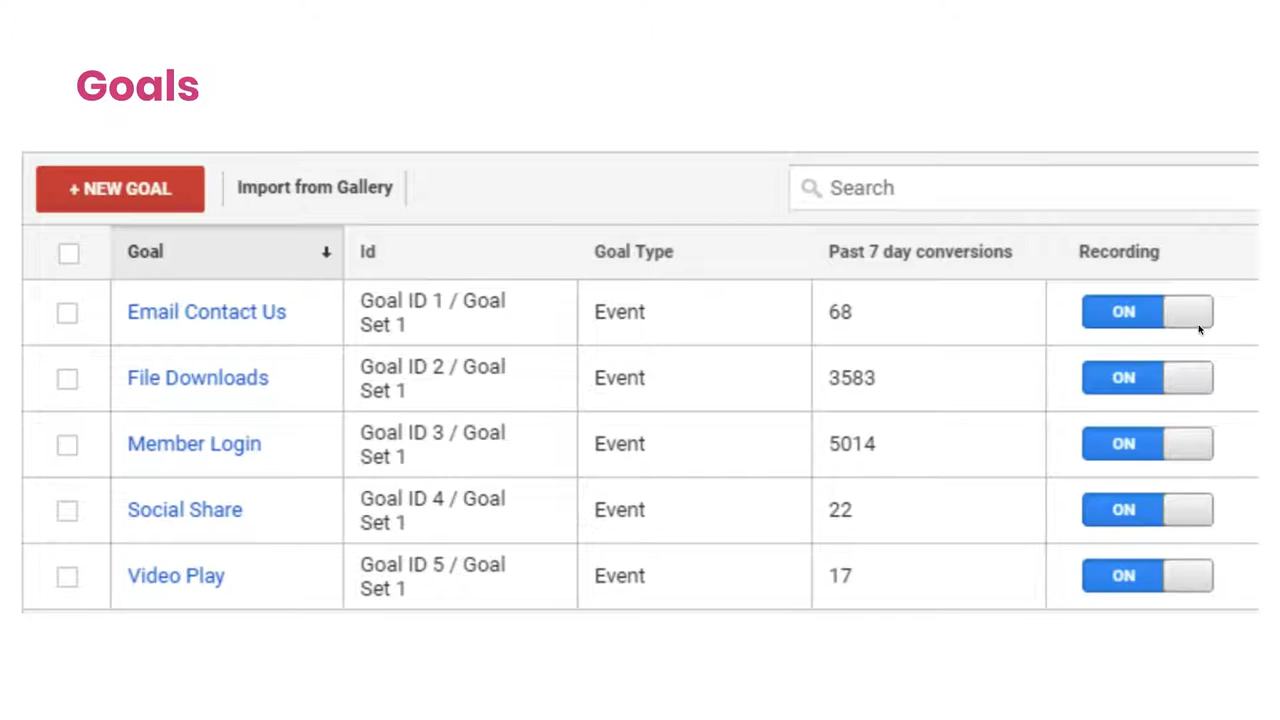 Goals
+ NEW GOAL Import from Gallery Search
Goal Id Goal Type Past 7 day conversions Recording
Email Contact Us Goal ID 1 / Goal Set 1 Event 68 ON
File Downloads Goal ID 2 / Goal Set 1 Event 3583 ON
Member Login Goal ID 3 / Goal Set 1 Event 5014 ON
Social Share Goal ID 4 / Goal Set 1 Event 22 ON
Video Play Goal ID 5 / Goal Set 1 Event 17 ON